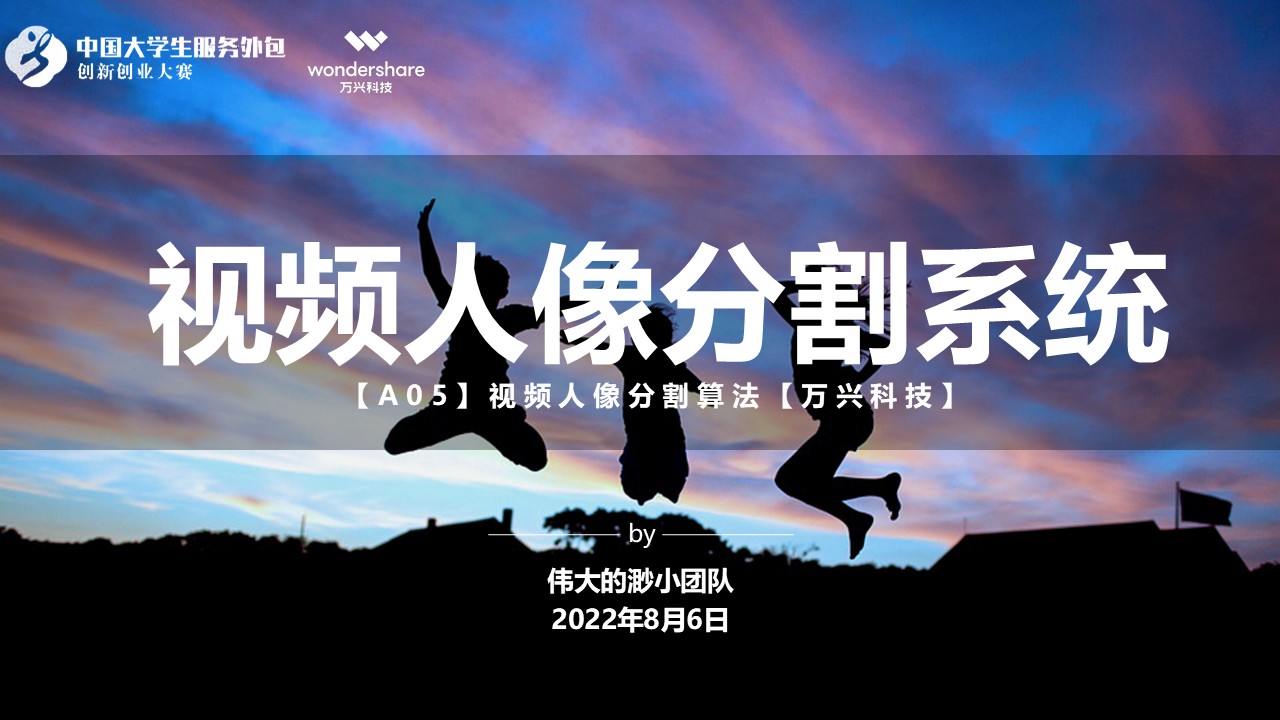 中国大学生服务外包
创新创业大赛
wondershare
万兴科技
视频人像分割系统
【A05】视频人像分割算法【万兴科技】
by
伟大的渺小团队
2022年8月6日